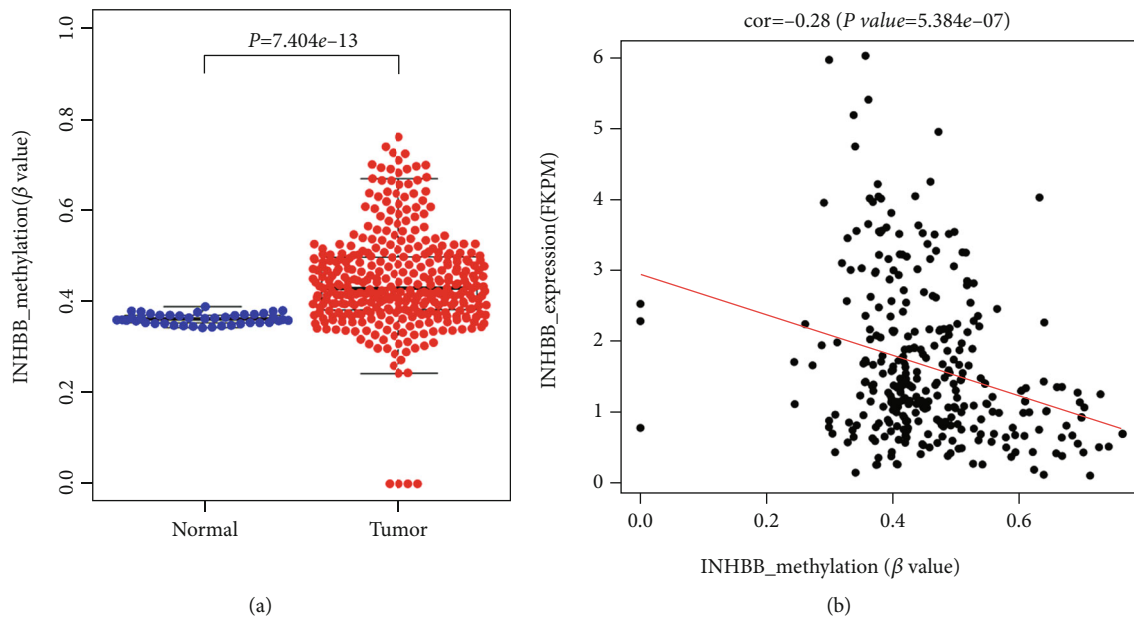 P=7.404e–13
1.0
0.8
0.6
0.4
0.2
0.0
INHBB_methylation(β value)
Normal
Tumor
(a)
cor=–0.28 (P value=5.384e–07)
6
5
4
3
2
1
0
INHBB_expression(FKPM)
0.0
0.2
0.4
0.6
INHBB_methylation (β value)
(b)